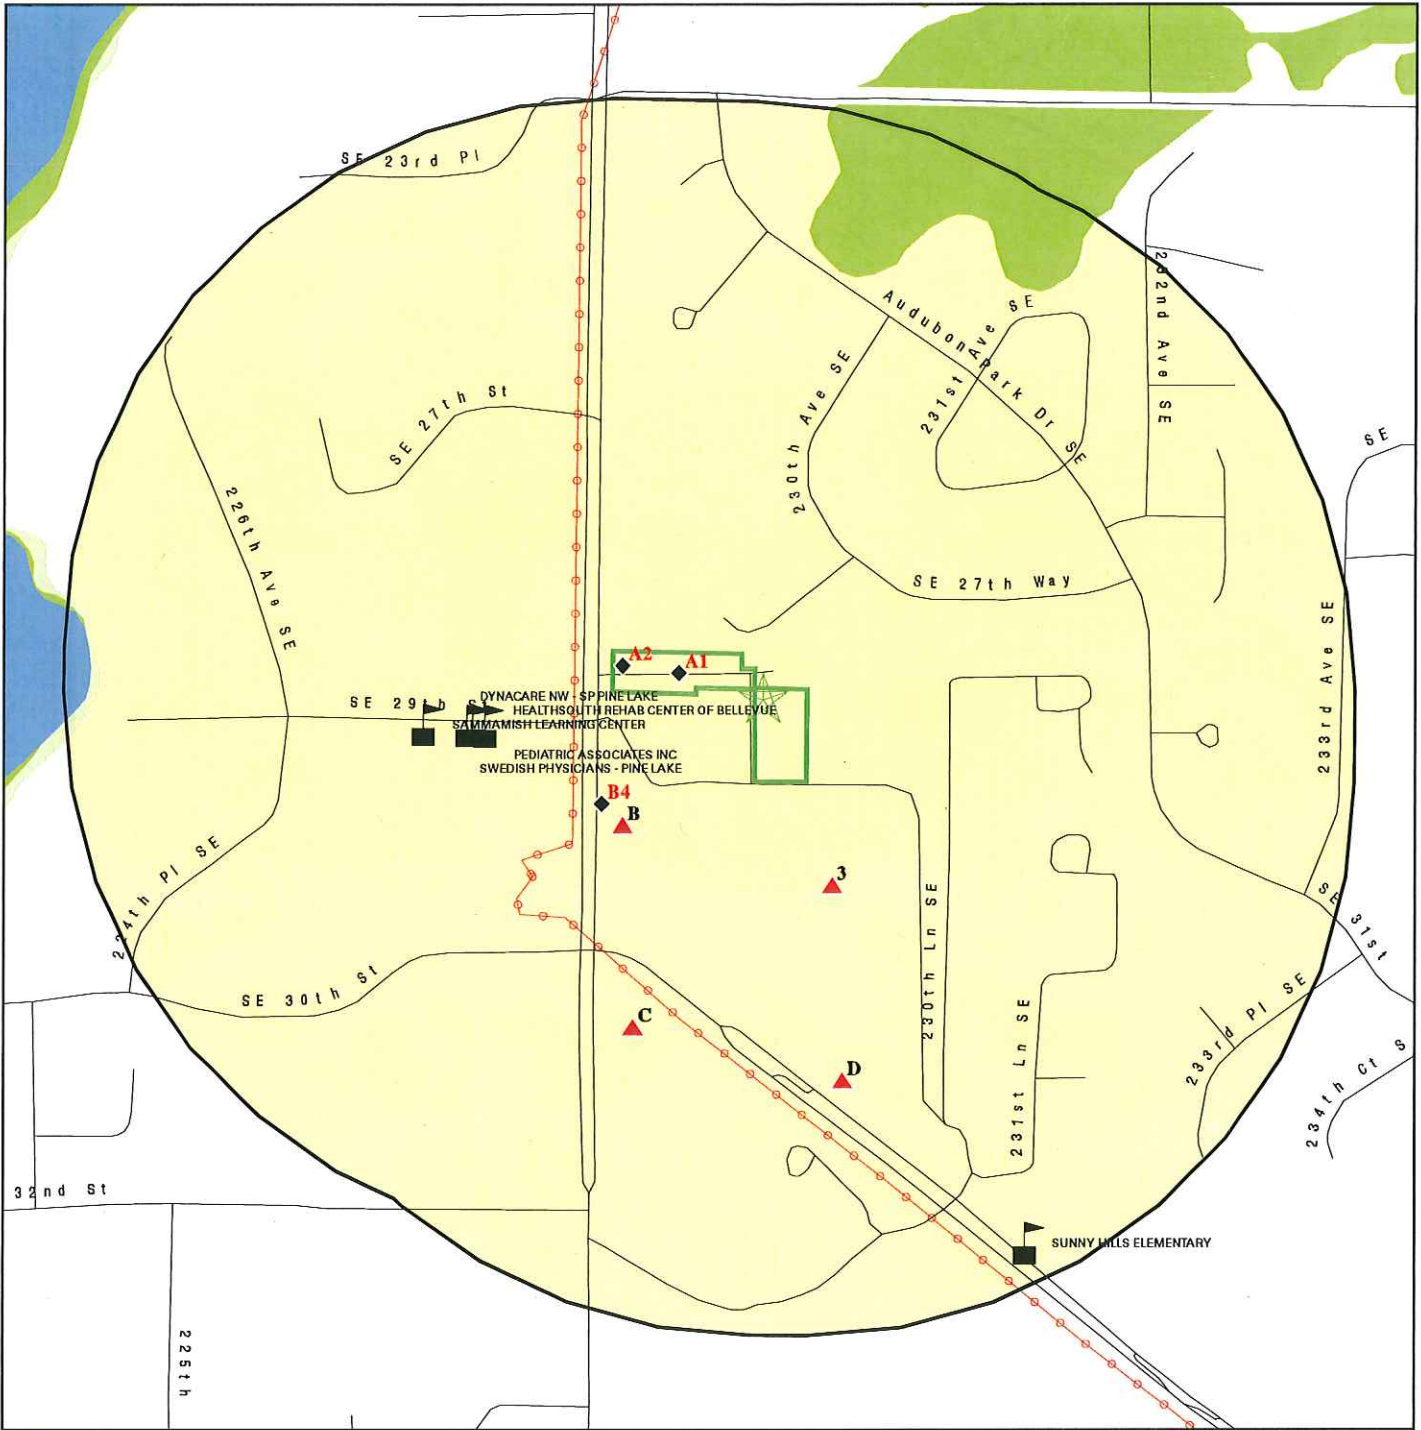 SE 23rd Pl
232nd Ave SE
Audubon Park Dr SE
231st Ave SE
230th Ave SE
SE 27th St
SE
226th Ave SE
SE 27th Way
233rd Ave SE
A2
A1
DYNACARE NW - SP PINE LAKE
SE 29th St
HEALTHSOUTH REHAB CENTER OF BELLEVUE
SAMMAMISH LEARNING CENTER
PEDIATRIC ASSOCIATES INC
SWEDISH PHYSICIANS - PINE LAKE
B4
B
3
224th Pl SE
230th Ln SE
SE 31st
SE 30th St
C
D
231st Ln SE
233rd Pl SE
234th Ct S
32nd St
SUNNY HILLS ELEMENTARY
225th